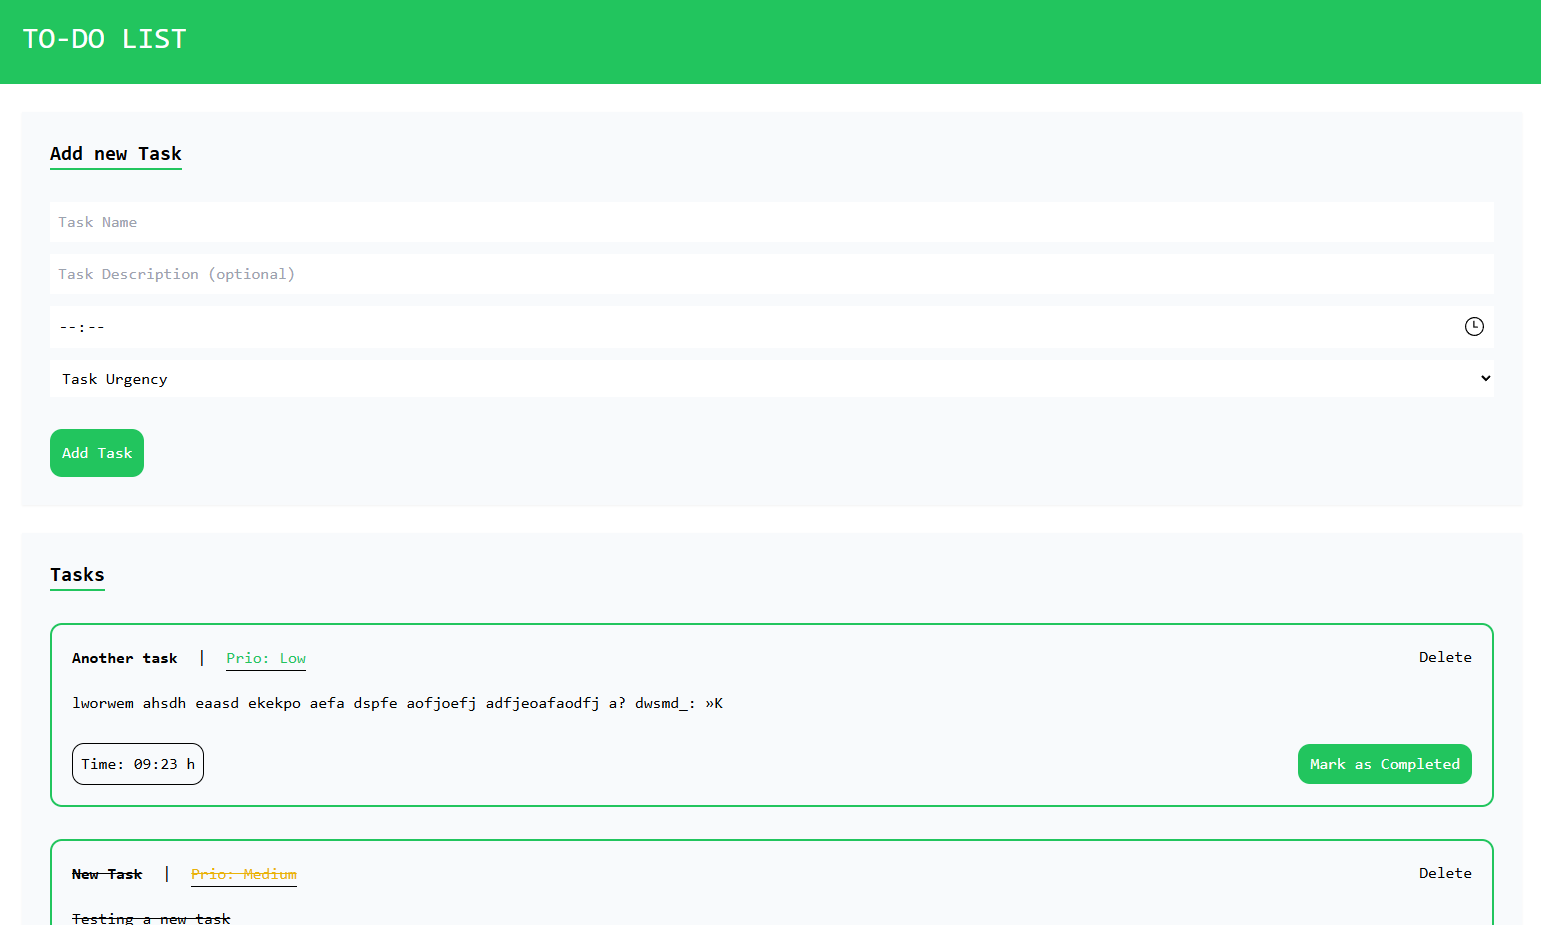 TO-DO LIST
Add new Task
Task Name
Task Description (optional)
--:--
Task Urgency
Add Task
Tasks
Another task | Prio: Low Delete
lworwem ahsdh eaasd ekekpo aefa dspfe aofjoefj adfjeoafaodfj a? dwsmd_: »K
Time: 09:23 h Mark as Completed
New Task | Prio: Medium Delete
Testing a new task